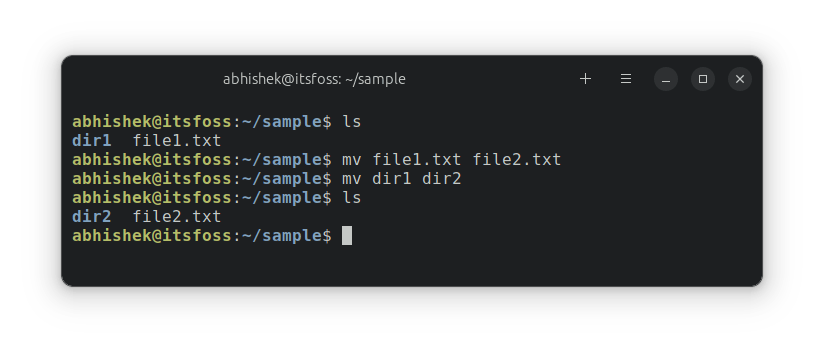 abhishek@itsfoss: ~/sample
abhishek@itsfoss:~/sample$ ls
dir1  file1.txt
abhishek@itsfoss:~/sample$ mv file1.txt file2.txt
abhishek@itsfoss:~/sample$ mv dir1 dir2
abhishek@itsfoss:~/sample$ ls
dir2  file2.txt
abhishek@itsfoss:~/sample$